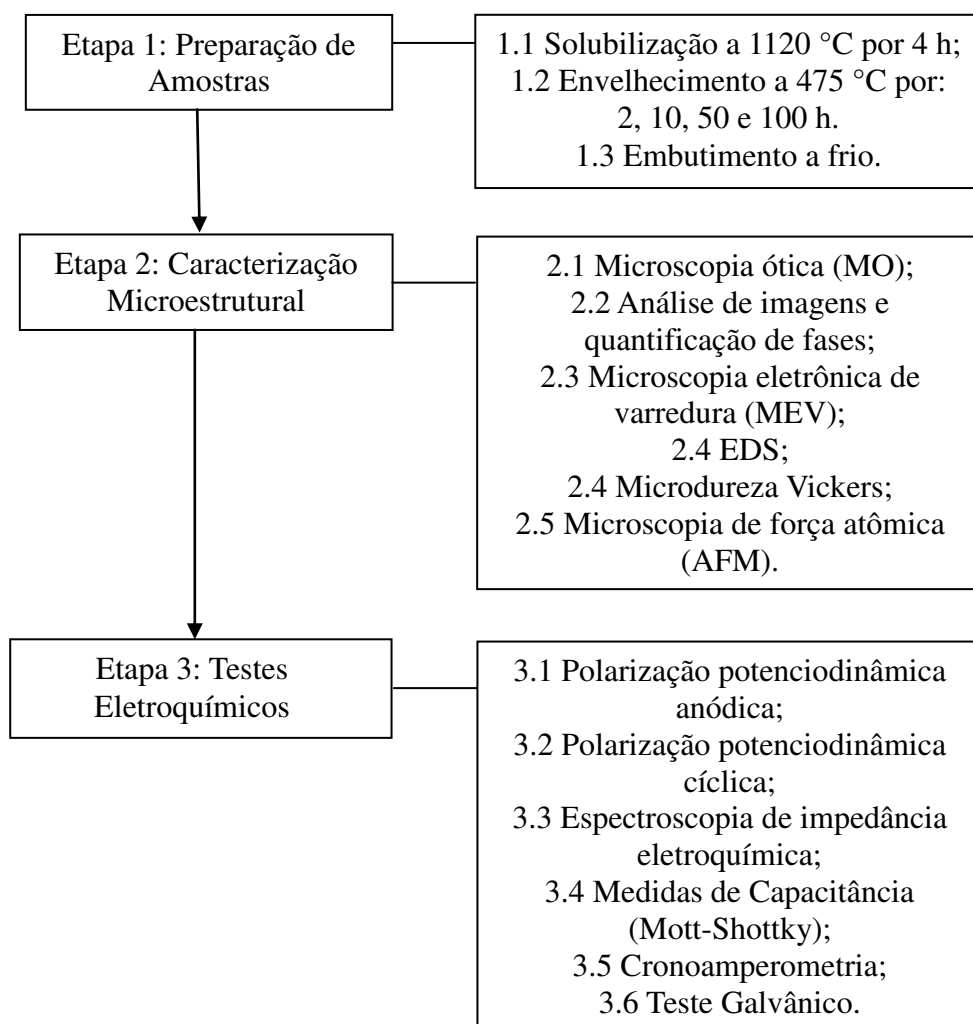 Etapa 1: Preparação de
Amostras
1.1 Solubilização a 1120 °C por 4 h;
1.2 Envelhecimento a 475 °C por:
2, 10, 50 e 100 h.
1.3 Embutimento a frio.
Etapa 2: Caracterização
Microestrutural
2.1 Microscopia ótica (MO);
2.2 Análise de imagens e
quantificação de fases;
2.3 Microscopia eletrônica de
varredura (MEV);
2.4 EDS;
2.4 Microdureza Vickers;
2.5 Microscopia de força atômica
(AFM).
Etapa 3: Testes
Eletroquímicos
3.1 Polarização potenciodinâmica
anódica;
3.2 Polarização potenciodinâmica
cíclica;
3.3 Espectroscopia de impedância
eletroquímica;
3.4 Medidas de Capacitância
(Mott-Shottky);
3.5 Cronoamperometria;
3.6 Teste Galvânico.